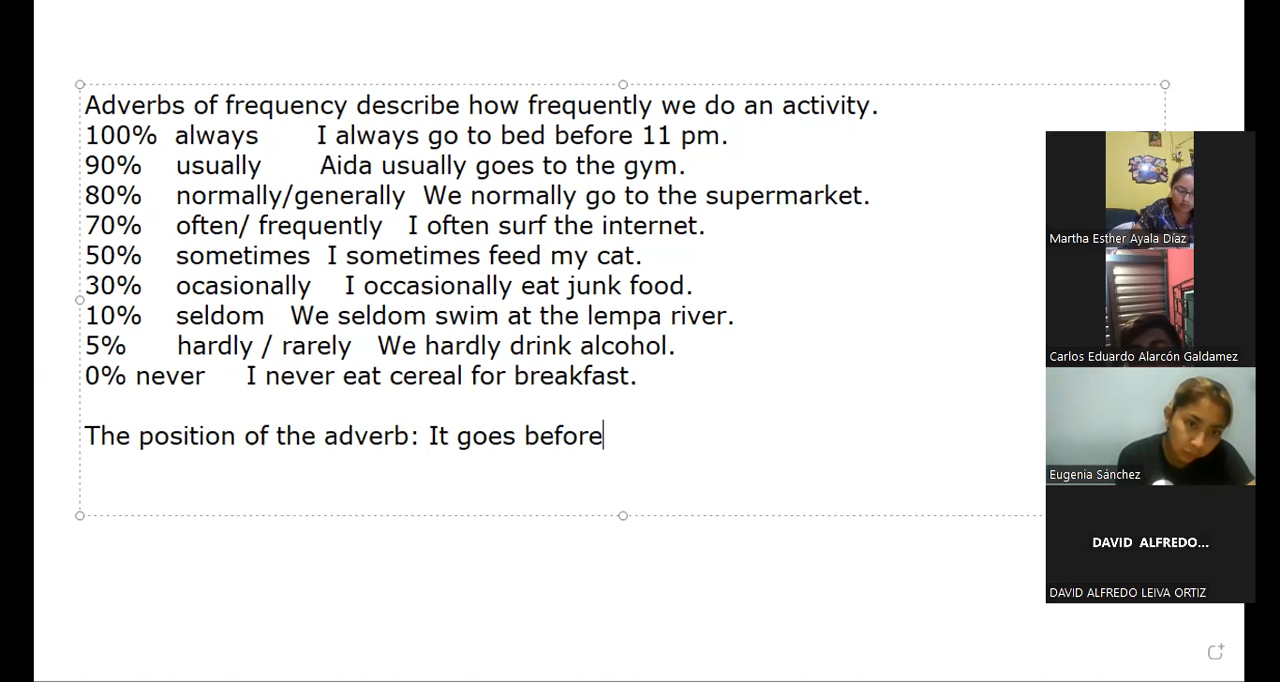 Adverbs of frequency describe how frequently we do an activity.
100% always I always go to bed before 11 pm.
90% usually Aida usually goes to the gym.
80% normally/generally We normally go to the supermarket.
70% often/ frequently I often surf the internet.
50% sometimes I sometimes feed my cat.
30% ocasionally I occasionally eat junk food.
10% seldom We seldom swim at the lempa river.
5% hardly / rarely We hardly drink alcohol.
0% never I never eat cereal for breakfast.
The position of the adverb: It goes before
Martha Esther Ayala Díaz
Carlos Eduardo Alarcón Galdamez
Eugenia Sánchez
DAVID ALFREDO...
DAVID ALFREDO LEIVA ORTIZ